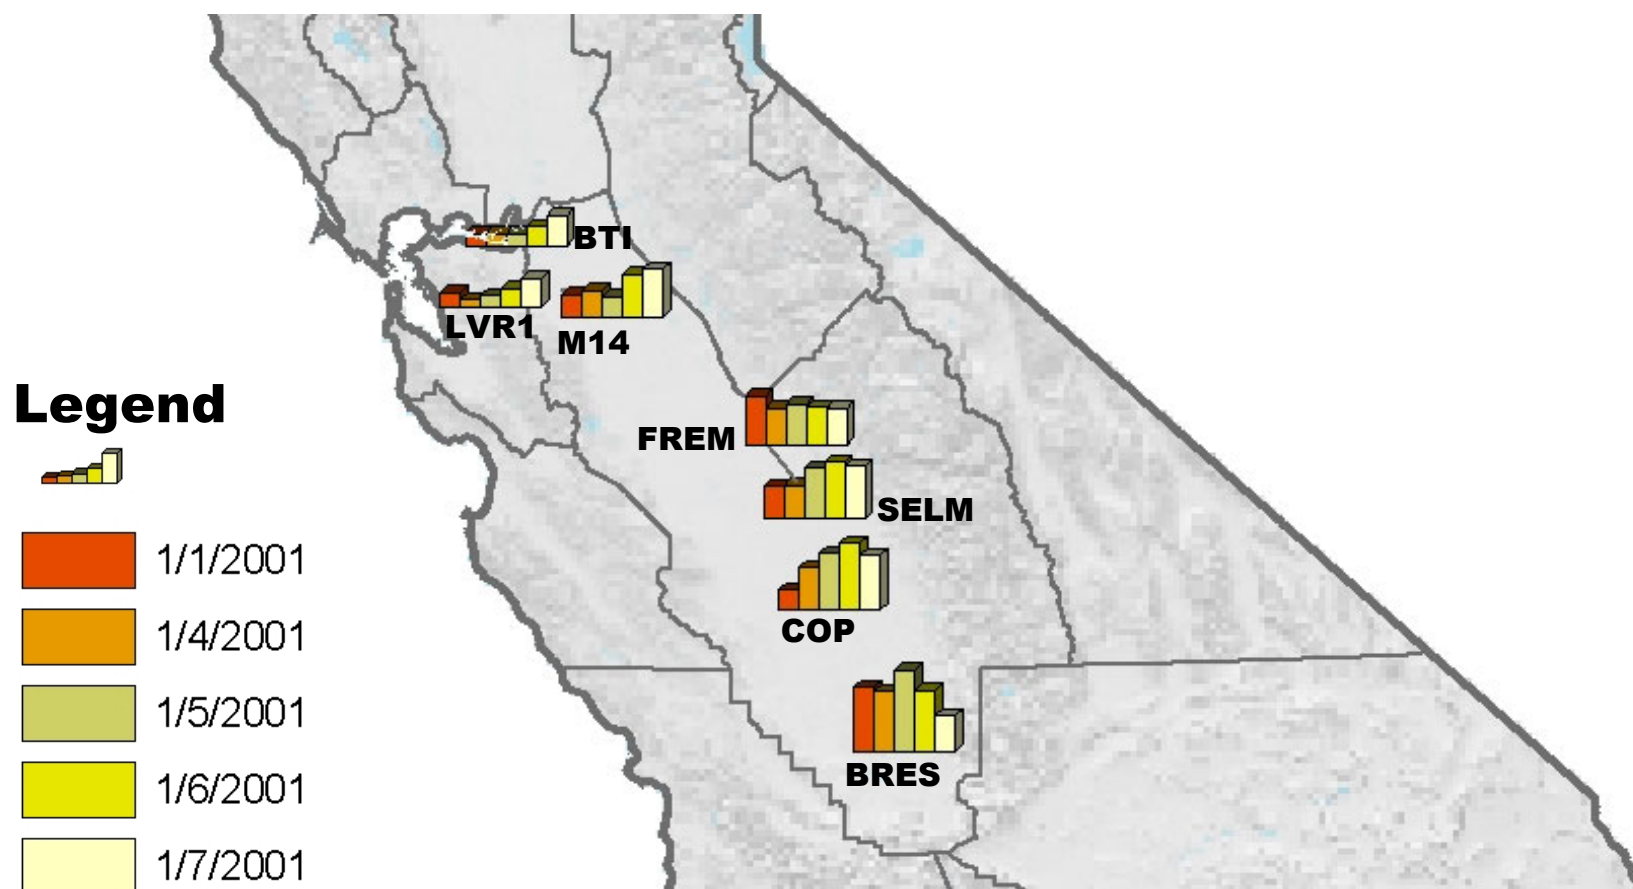 BTI
LVR1
M14
Legend
FREM
SELM
1/1/2001
COP
1/4/2001
1/5/2001
BRES
1/6/2001
1/7/2001